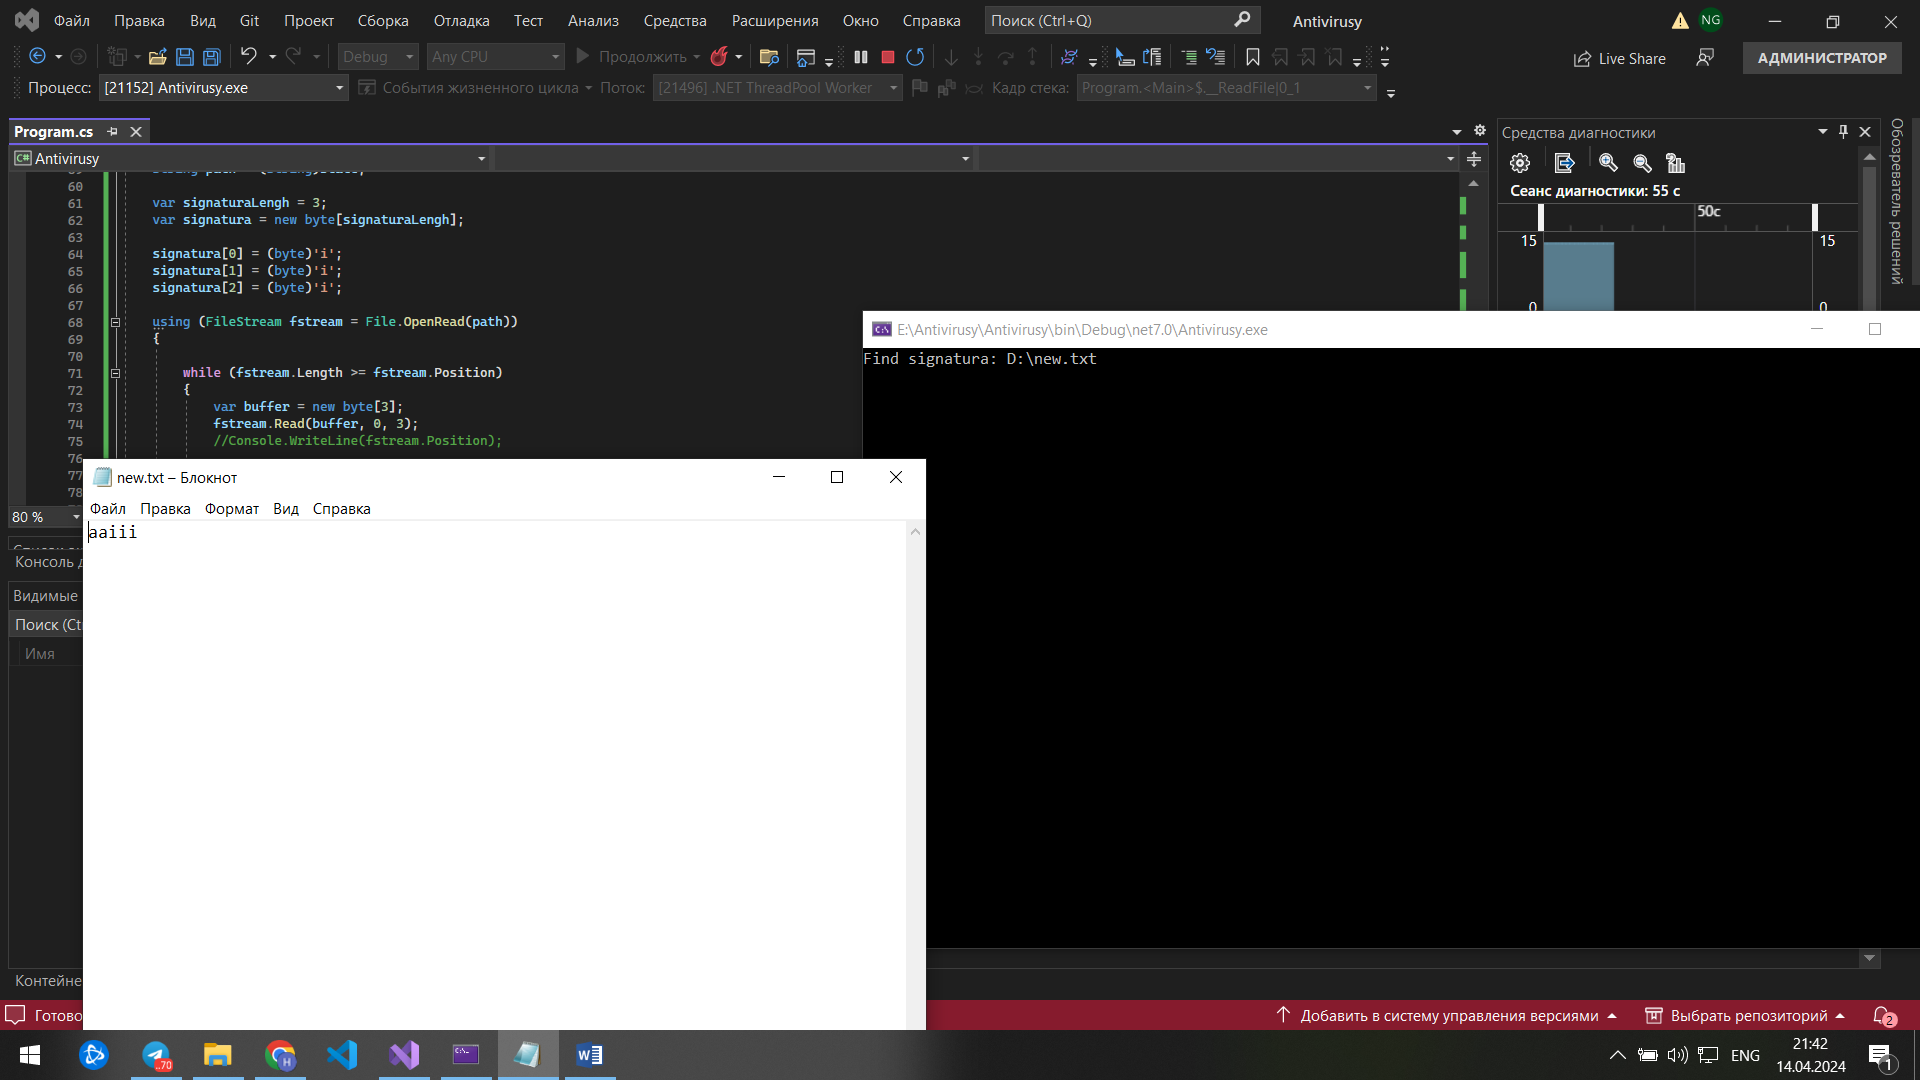 Файл Правка Вид Git Проект Сборка Отладка Тест Анализ Средства Расширения Окно Справка Поиск (Ctrl+Q) Antivirusy NG
Debug Any CPU Продолжить Live Share АДМИНИСТРАТОР
Процесс: [21152] Antivirusy.exe События жизненного цикла Поток: [21496] .NET ThreadPool Worker Кадр стека: Program.<Main>$.__ReadFile|0_1
Program.cs
Antivirusy
60
61 var signaturaLengh = 3;
62 var signatura = new byte[signaturaLengh];
63
64 signatura[0] = (byte)'i';
65 signatura[1] = (byte)'i';
66 signatura[2] = (byte)'i';
67
68 using (FileStream fstream = File.OpenRead(path))
69 {
70
71 while (fstream.Length >= fstream.Position)
72 {
73 var buffer = new byte[3];
74 fstream.Read(buffer, 0, 3);
75 //Console.WriteLine(fstream.Position);
76
77
78
80 %
Консоль
Видимые
Поиск
Имя
Готово
Средства диагностики
Сеанс диагностики: 55 с
50с
15 15
0 0
Обозреватель решений
E:\Antivirusy\Antivirusy\bin\Debug\net7.0\Antivirusy.exe
Find signatura: D:\new.txt
new.txt – Блокнот
Файл Правка Формат Вид Справка
aaiii
Добавить в систему управления версиями Выбрать репозиторий 2
70
ENG
21:42
14.04.2024
1